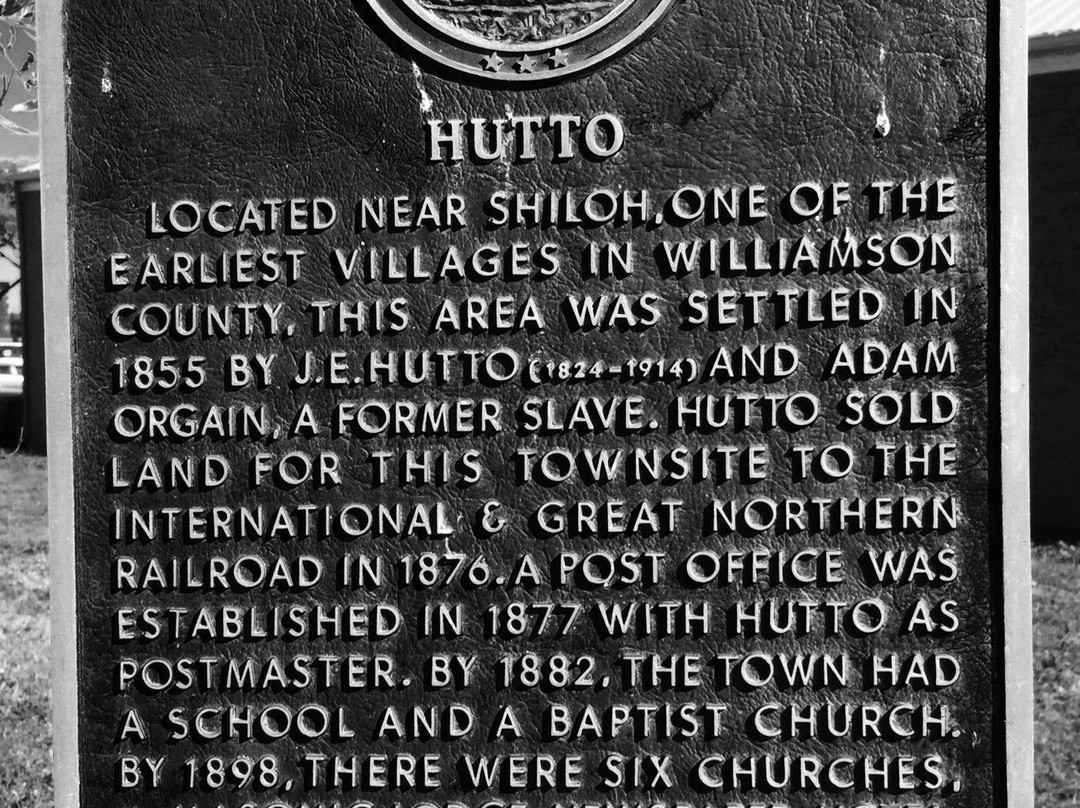 HUTTO
LOCATED NEAR SHILOH, ONE OF THE
EARLIEST VILLAGES IN WILLIAMSON
COUNTY, THIS AREA WAS SETTLED IN
1855 BY J.E. HUTTO (1824-1914) AND ADAM
ORGAIN, A FORMER SLAVE. HUTTO SOLD
LAND FOR THIS TOWNSITE TO THE
INTERNATIONAL & GREAT NORTHERN
RAILROAD IN 1876. A POST OFFICE WAS
ESTABLISHED IN 1877 WITH HUTTO AS
POSTMASTER. BY 1882, THE TOWN HAD
A SCHOOL AND A BAPTIST CHURCH.
BY 1898, THERE WERE SIX CHURCHES,